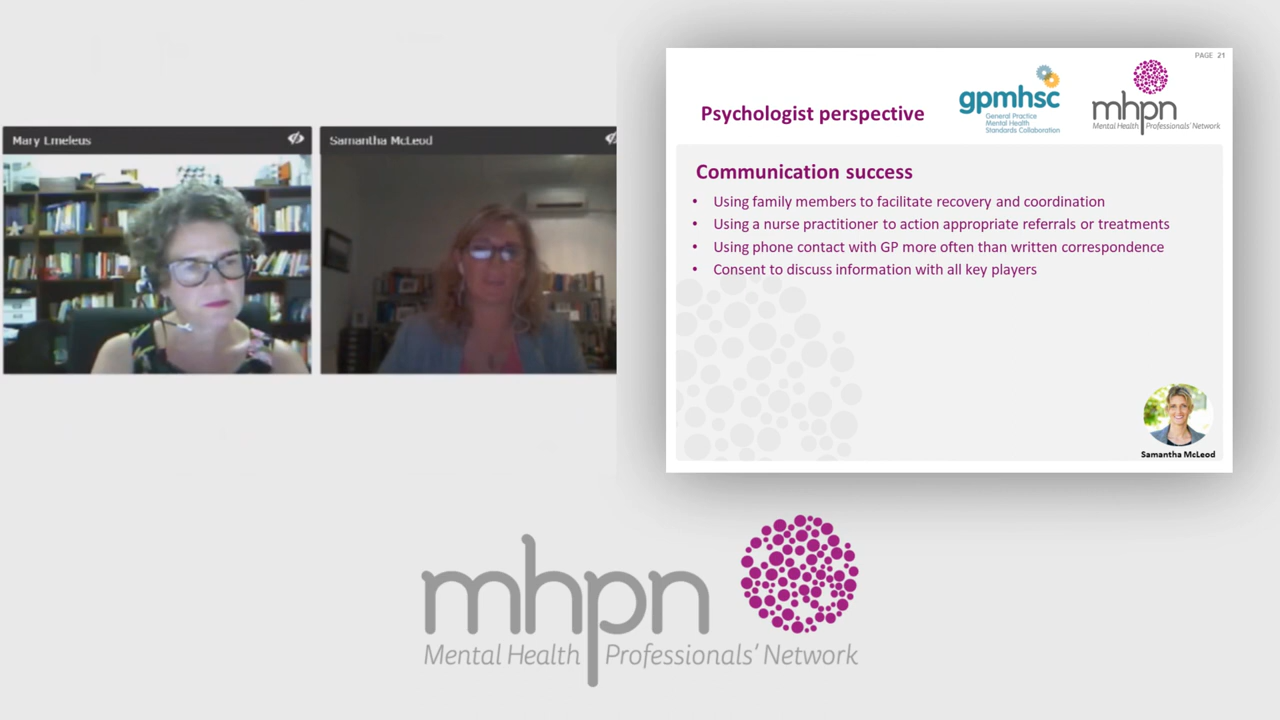 Mary Lmeleus
Samantha McLeod
PAGE 21
Psychologist perspective
gpmhsc
General Practice
Mental Health
Standards Collaboration
mhpn
Mental Health Professionals' Network
Communication success
• Using family members to facilitate recovery and coordination
• Using a nurse practitioner to action appropriate referrals or treatments
• Using phone contact with GP more often than written correspondence
• Consent to discuss information with all key players
Samantha McLeod
mhpn
Mental Health Professionals' Network